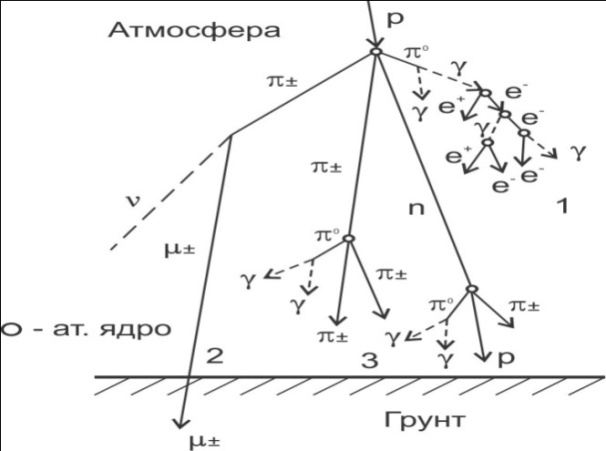 Атмосфера
p
π°
γ
π±
γ
e⁻
e⁺
e⁻
γ
γ
e⁺
e⁻
e⁻
1
π±
n
ν
μ±
π°
γ
γ
π±
π±
π°
π±
γ
γ
p
О - ат. ядро
2
3
Грунт
μ±